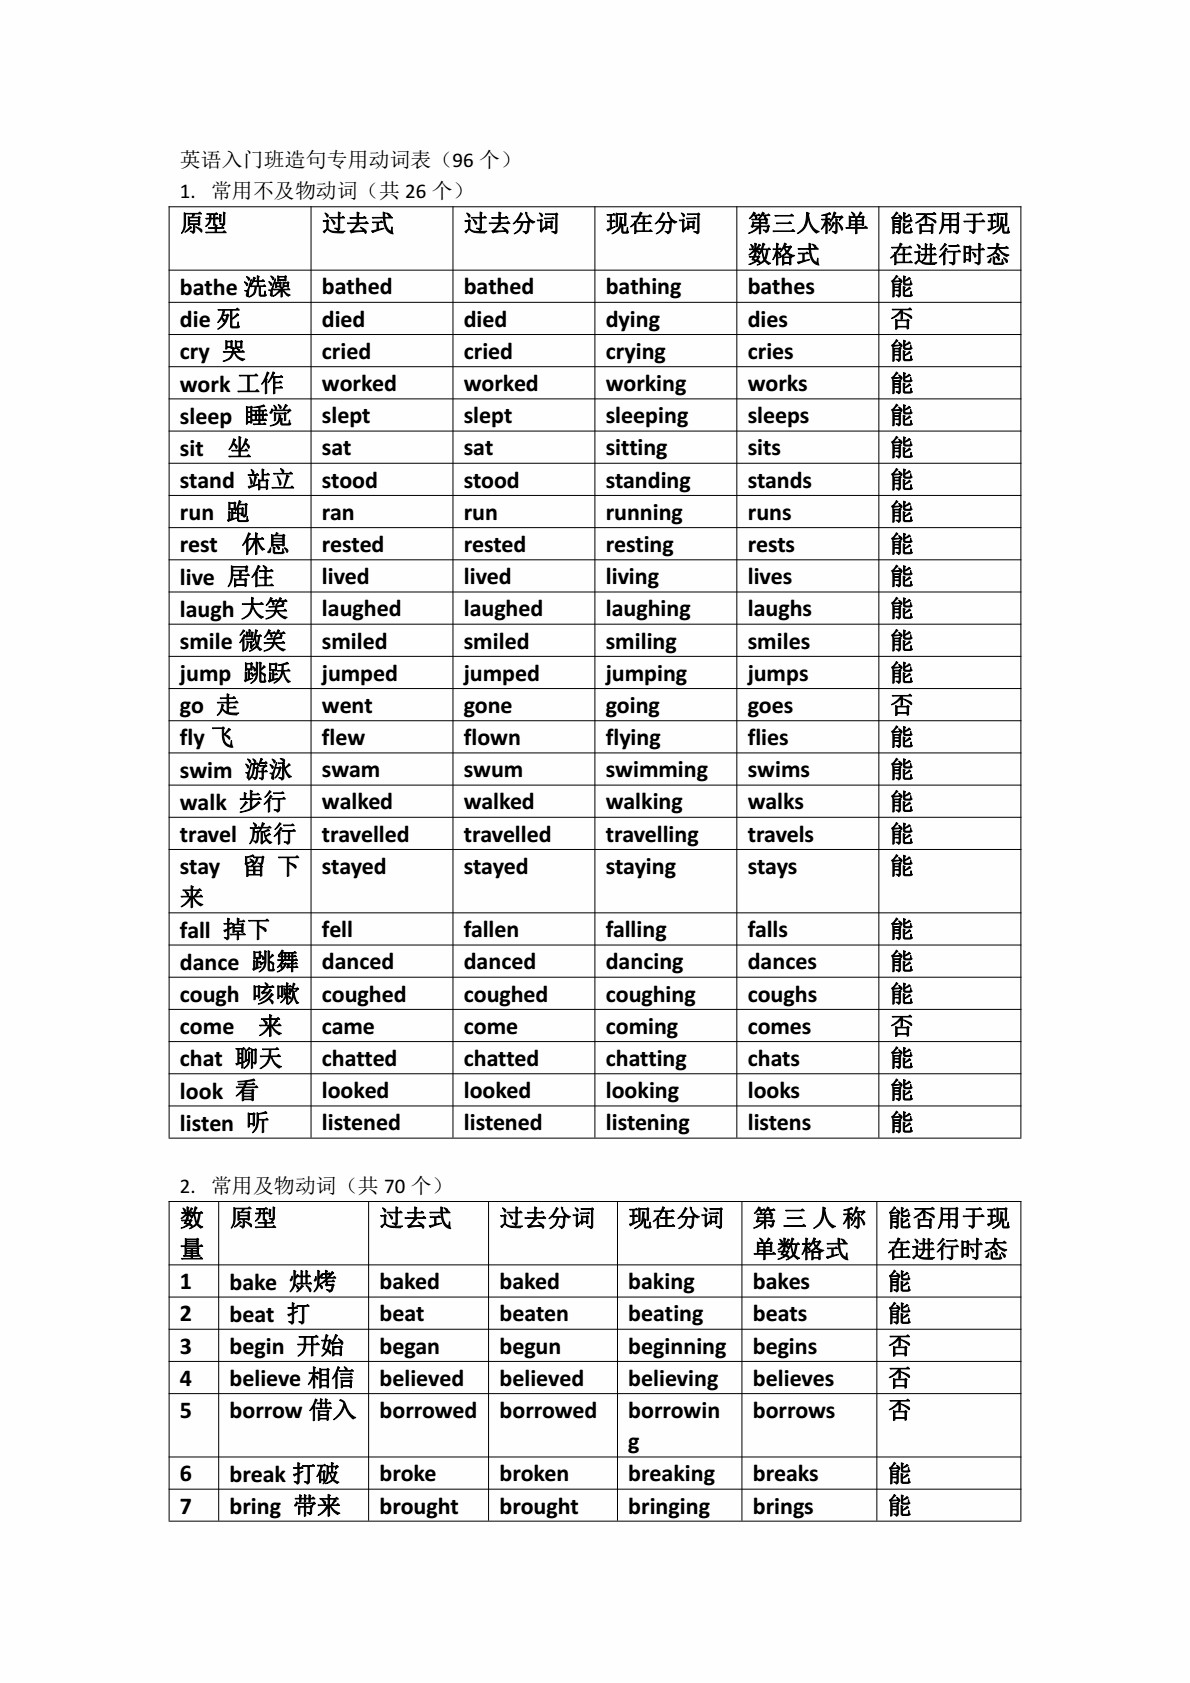 英语入门班造句专用动词表（96 个）
1. 常用不及物动词（共 26 个）
原型 过去式 过去分词 现在分词 第三人称单 能否用于现
数格式 在进行时态
bathe 洗澡 bathed bathed bathing bathes 能
die 死 died died dying dies 否
cry 哭 cried cried crying cries 能
work 工作 worked worked working works 能
sleep 睡觉 slept slept sleeping sleeps 能
sit 坐 sat sat sitting sits 能
stand 站立 stood stood standing stands 能
run 跑 ran run running runs 能
rest 休息 rested rested resting rests 能
live 居住 lived lived living lives 能
laugh 大笑 laughed laughed laughing laughs 能
smile 微笑 smiled smiled smiling smiles 能
jump 跳跃 jumped jumped jumping jumps 能
go 走 went gone going goes 否
fly 飞 flew flown flying flies 能
swim 游泳 swam swum swimming swims 能
walk 步行 walked walked walking walks 能
travel 旅行 travelled travelled travelling travels 能
stay 留 下 stayed stayed staying stays 能
来
fall 掉下 fell fallen falling falls 能
dance 跳舞 danced danced dancing dances 能
cough 咳嗽 coughed coughed coughing coughs 能
come 来 came come coming comes 否
chat 聊天 chatted chatted chatting chats 能
look 看 looked looked looking looks 能
listen 听 listened listened listening listens 能
2. 常用及物动词（共 70 个）
数 原型 过去式 过去分词 现在分词 第 三 人 称 能否用于现
量 单数格式 在进行时态
1 bake 烘烤 baked baked baking bakes 能
2 beat 打 beat beaten beating beats 能
3 begin 开始 began begun beginning begins 否
4 believe 相信 believed believed believing believes 否
5 borrow 借入 borrowed borrowed borrowin borrows 否
g
6 break 打破 broke broken breaking breaks 能
7 bring 带来 brought brought bringing brings 能